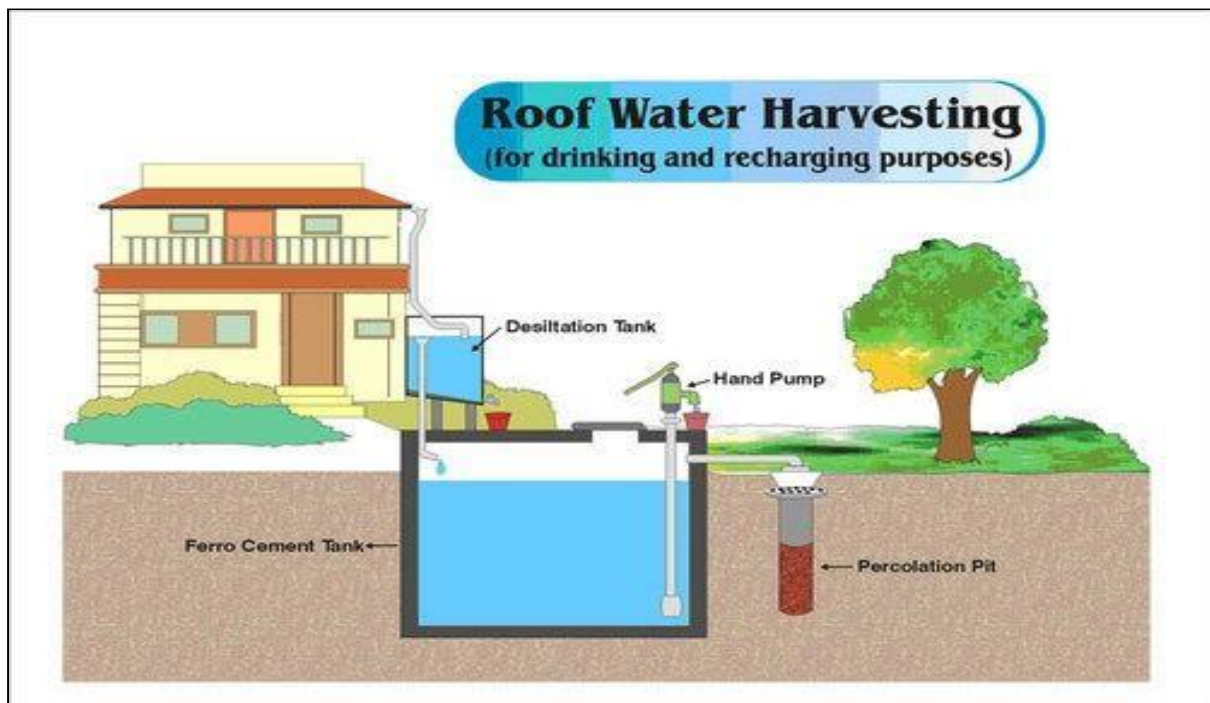 Roof Water Harvesting
(for drinking and recharging purposes)
Desiltation Tank
Hand Pump
Ferro Cement Tank
Percolation Pit